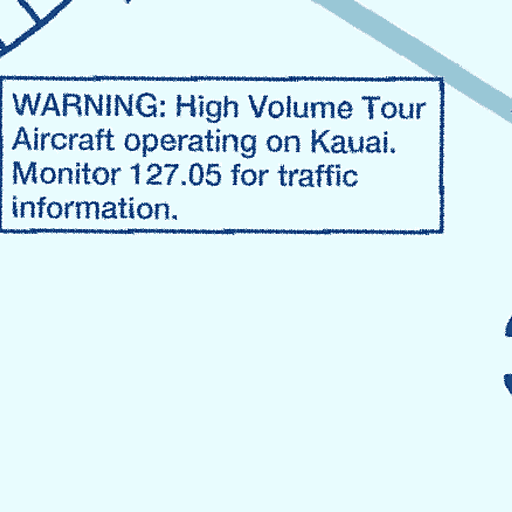 WARNING: High Volume Tour
Aircraft operating on Kauai.
Monitor 127.05 for traffic
information.